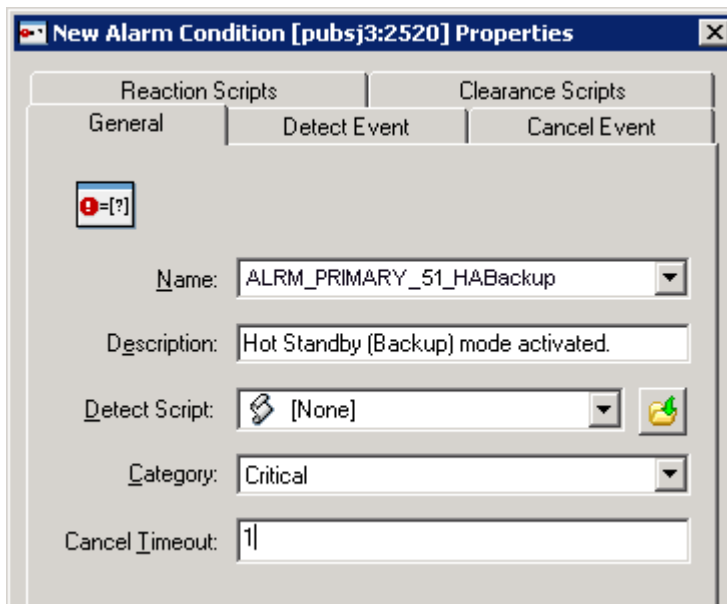 New Alarm Condition [pubsj3:2520] Properties
Reaction Scripts Clearance Scripts
General Detect Event Cancel Event
!=[?]
Name: ALRM_PRIMARY_51_HABackup
Description: Hot Standby (Backup) mode activated.
Detect Script: [None]
Category: Critical
Cancel Timeout: 1